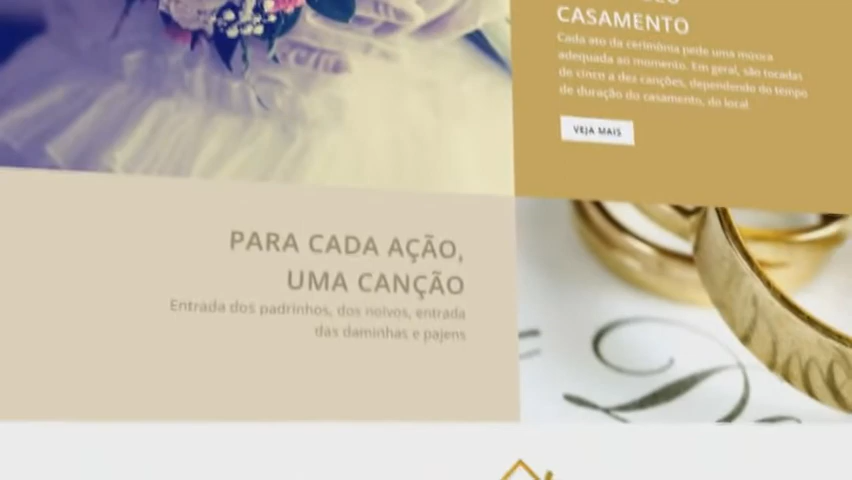 CASAMENTO
Cada ato da cerimônia pede uma música
adequada ao momento. Em geral, são tocadas
de cinco a dez canções, dependendo do tempo
de duração do casamento, do local
VEJA MAIS
PARA CADA AÇÃO,
UMA CANÇÃO
Entrada dos padrinhos, dos noivos, entrada
das daminhas e pajens